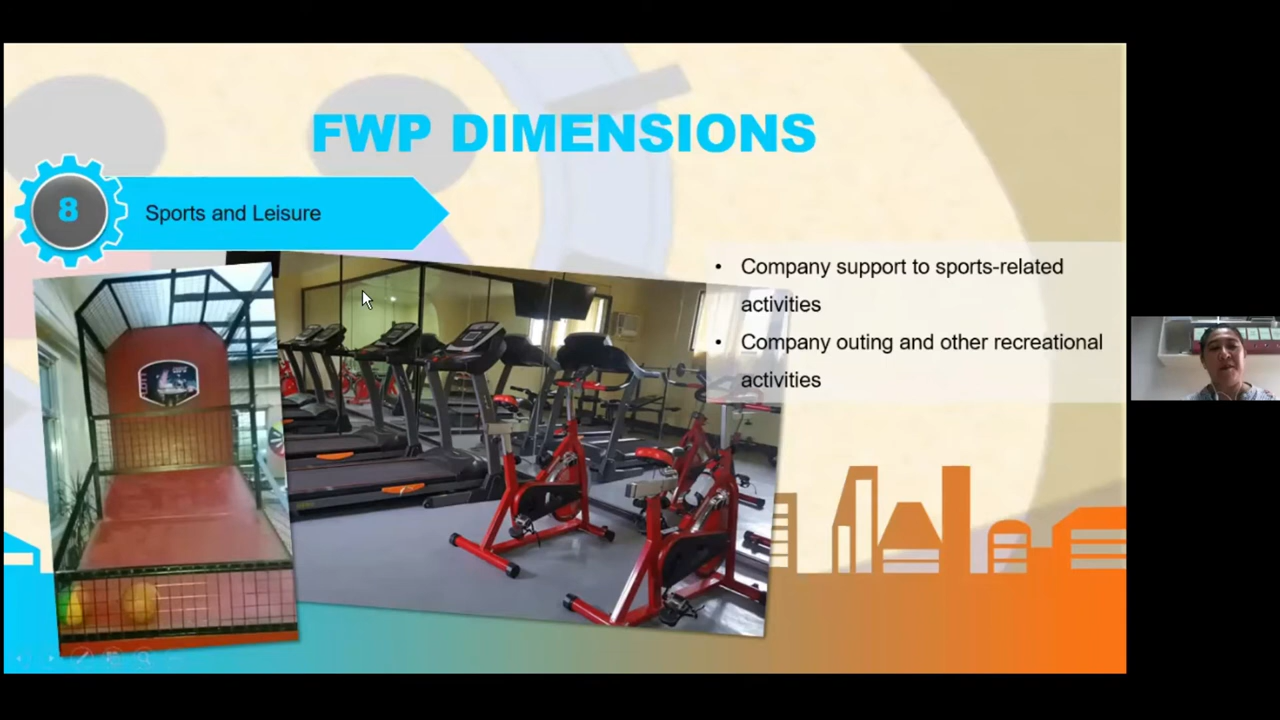 FWP DIMENSIONS
8
Sports and Leisure
• Company support to sports-related
activities
• Company outing and other recreational
activities